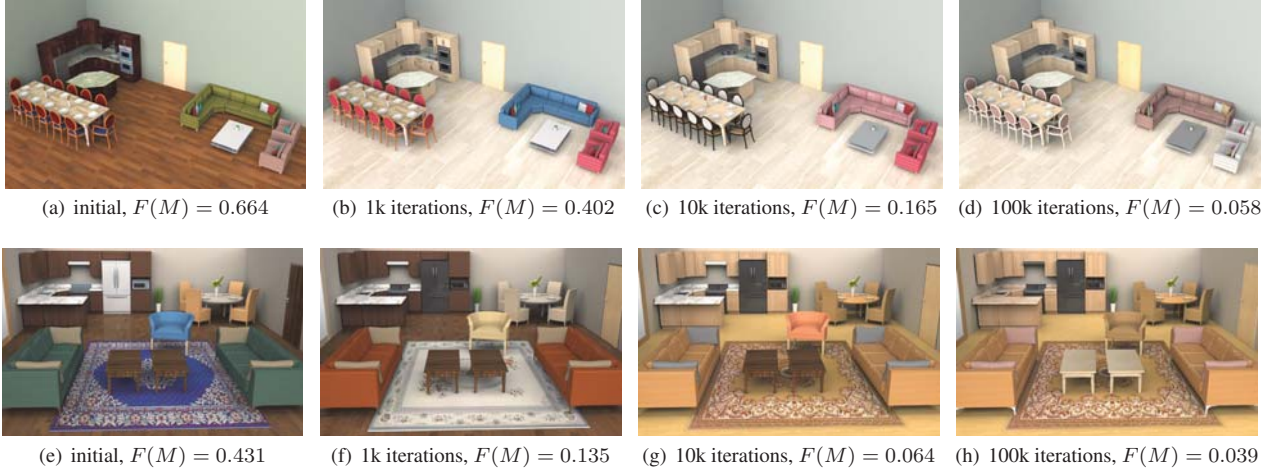 (a) initial, F(M) = 0.664
(b) 1k iterations, F(M) = 0.402
(c) 10k iterations, F(M) = 0.165
(d) 100k iterations, F(M) = 0.058
(e) initial, F(M) = 0.431
(f) 1k iterations, F(M) = 0.135
(g) 10k iterations, F(M) = 0.064
(h) 100k iterations, F(M) = 0.039